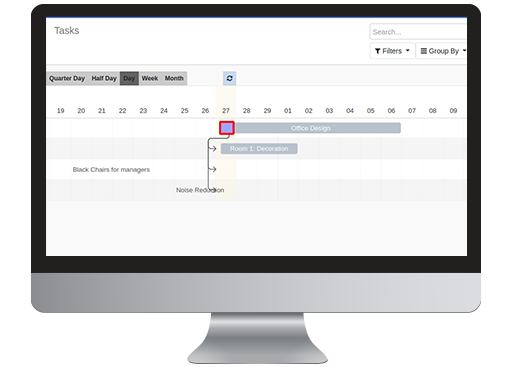 Tasks
Search...
Filters
Group By
Quarter Day Half Day Day Week Month
19 20 21 22 23 24 25 26 27 28 29 01 02 03 04 05 06 07 08 09
Office Design
Room 1: Decoration
Black Chairs for managers
Noise Reduction